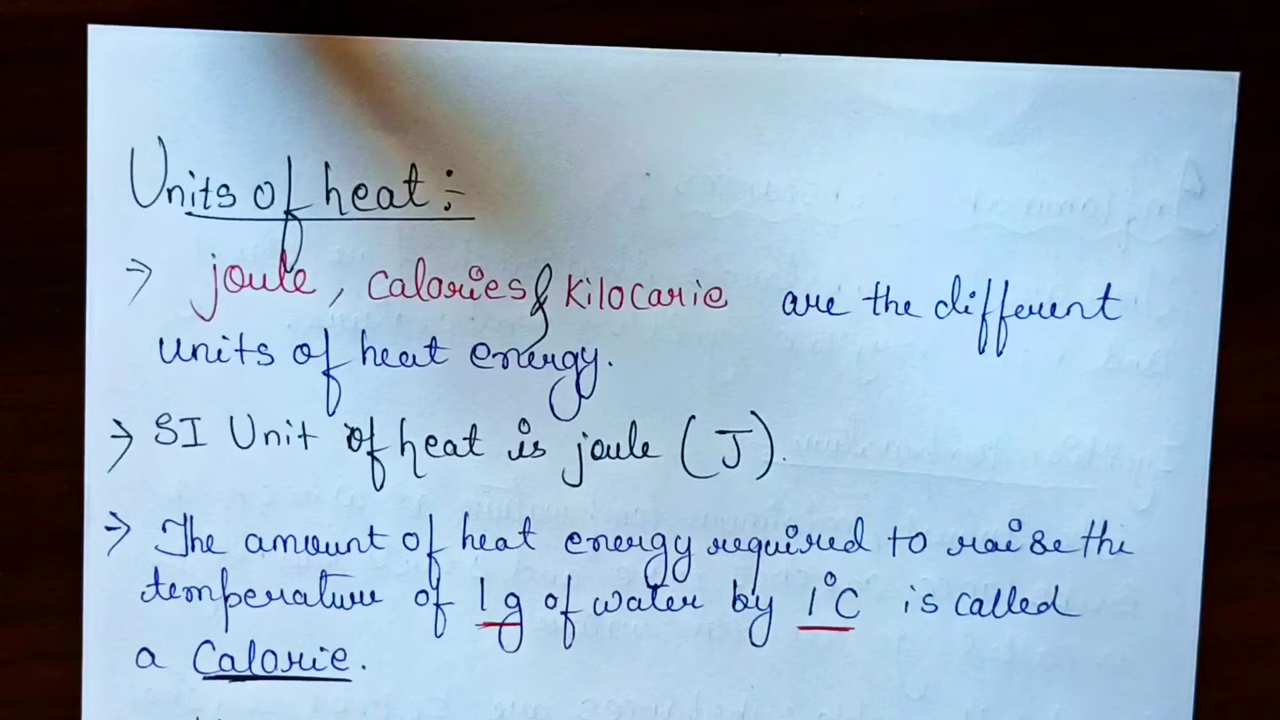 Units of heat :-
→ joule, calories & kilocarie are the different
units of heat energy.
→ SI Unit of heat is joule (J).
→ The amount of heat energy required to raise the
temperature of 1g of water by 1°C is called
a Calorie.